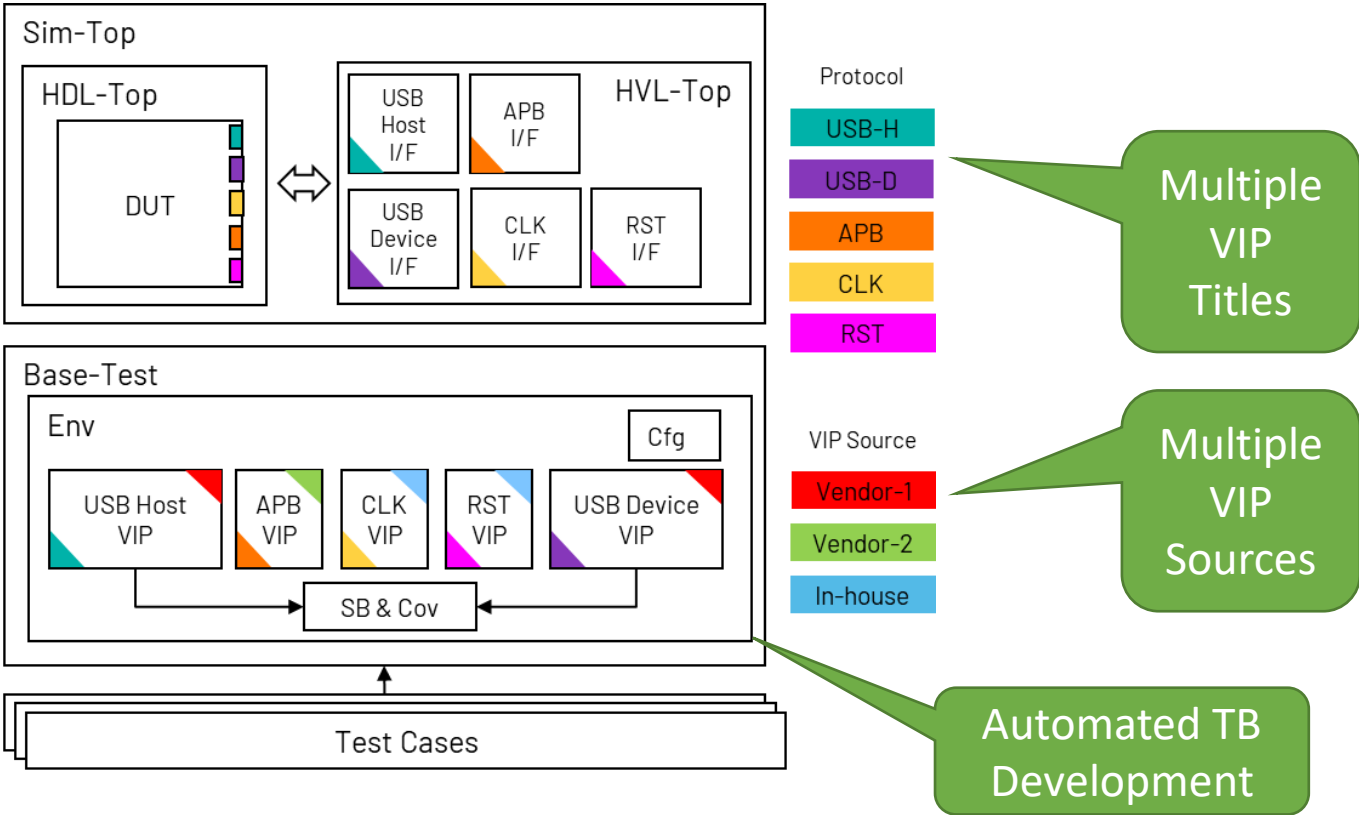 Sim-Top
HDL-Top
DUT
HVL-Top
USB
Host
I/F
APB
I/F
USB
Device
I/F
CLK
I/F
RST
I/F
Protocol
USB-H
USB-D
APB
CLK
RST
Multiple
VIP
Titles
Base-Test
Env
Cfg
USB Host
VIP
APB
VIP
CLK
VIP
RST
VIP
USB Device
VIP
SB & Cov
VIP Source
Vendor-1
Vendor-2
In-house
Multiple
VIP
Sources
Test Cases
Automated TB
Development